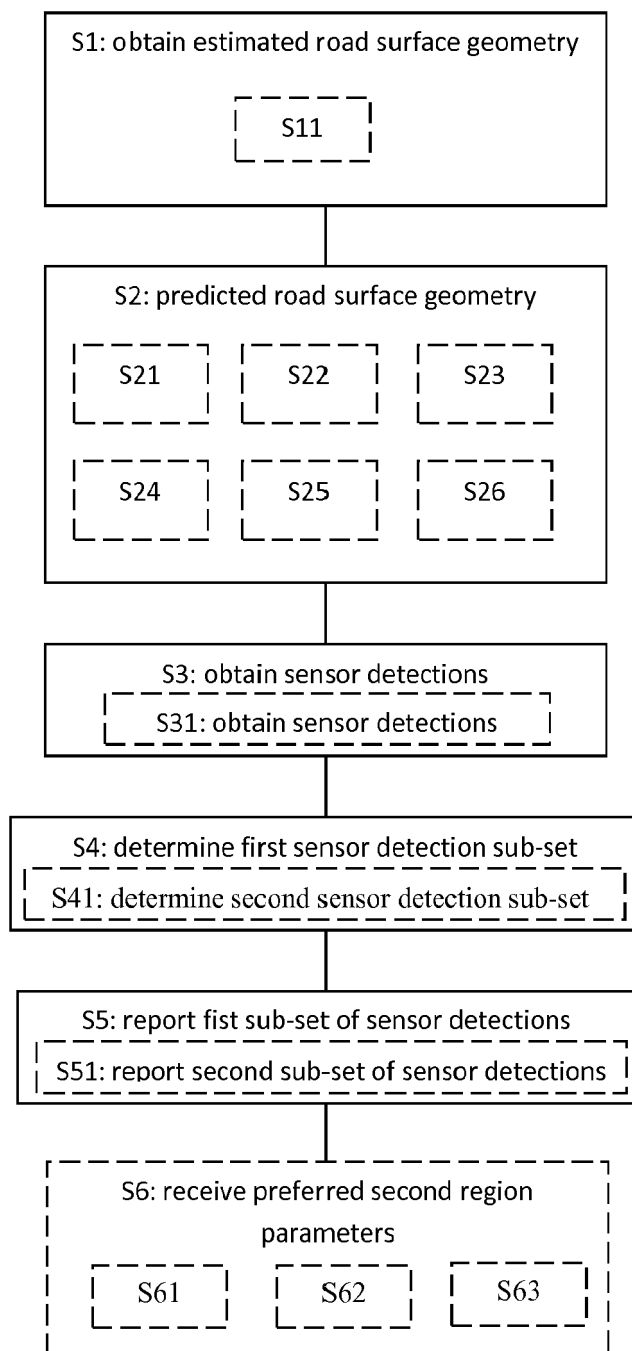 S1: obtain estimated road surface geometry
S11
S2: predicted road surface geometry
S21 S22 S23
S24 S25 S26
S3: obtain sensor detections
S31: obtain sensor detections
S4: determine first sensor detection sub-set
S41: determine second sensor detection sub-set
S5: report fist sub-set of sensor detections
S51: report second sub-set of sensor detections
S6: receive preferred second region
parameters
S61 S62 S63